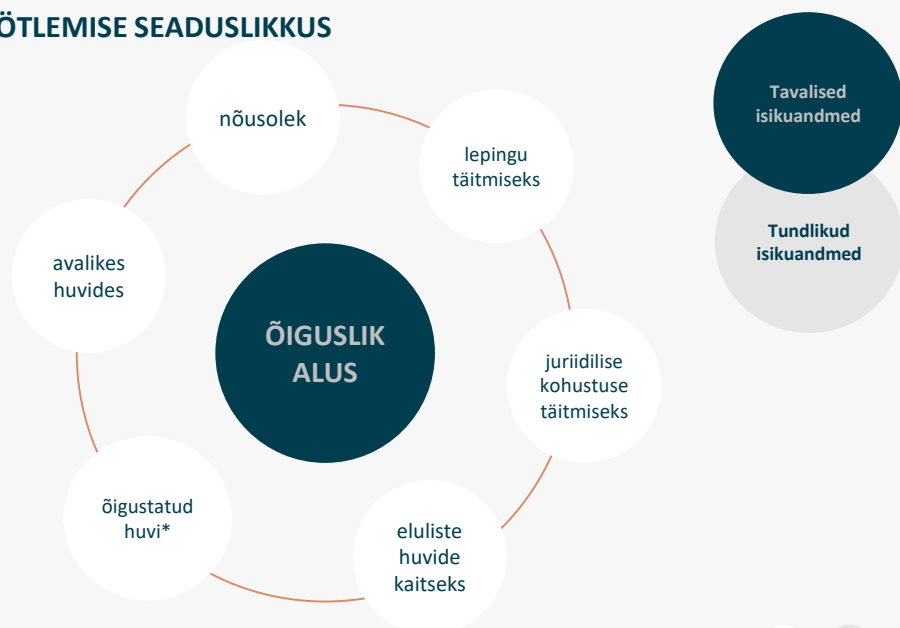 ÖTLEMISE SEADUSLIKKUS
nõusolek
lepingu
täitmiseks
juriidilise
kohustuse
täitmiseks
eluliste
huvide
kaitseks
õigustatud
huvi*
avalikes
huvides
ÕIGUSLIK
ALUS
Tavalised
isikuandmed
Tundlikud
isikuandmed